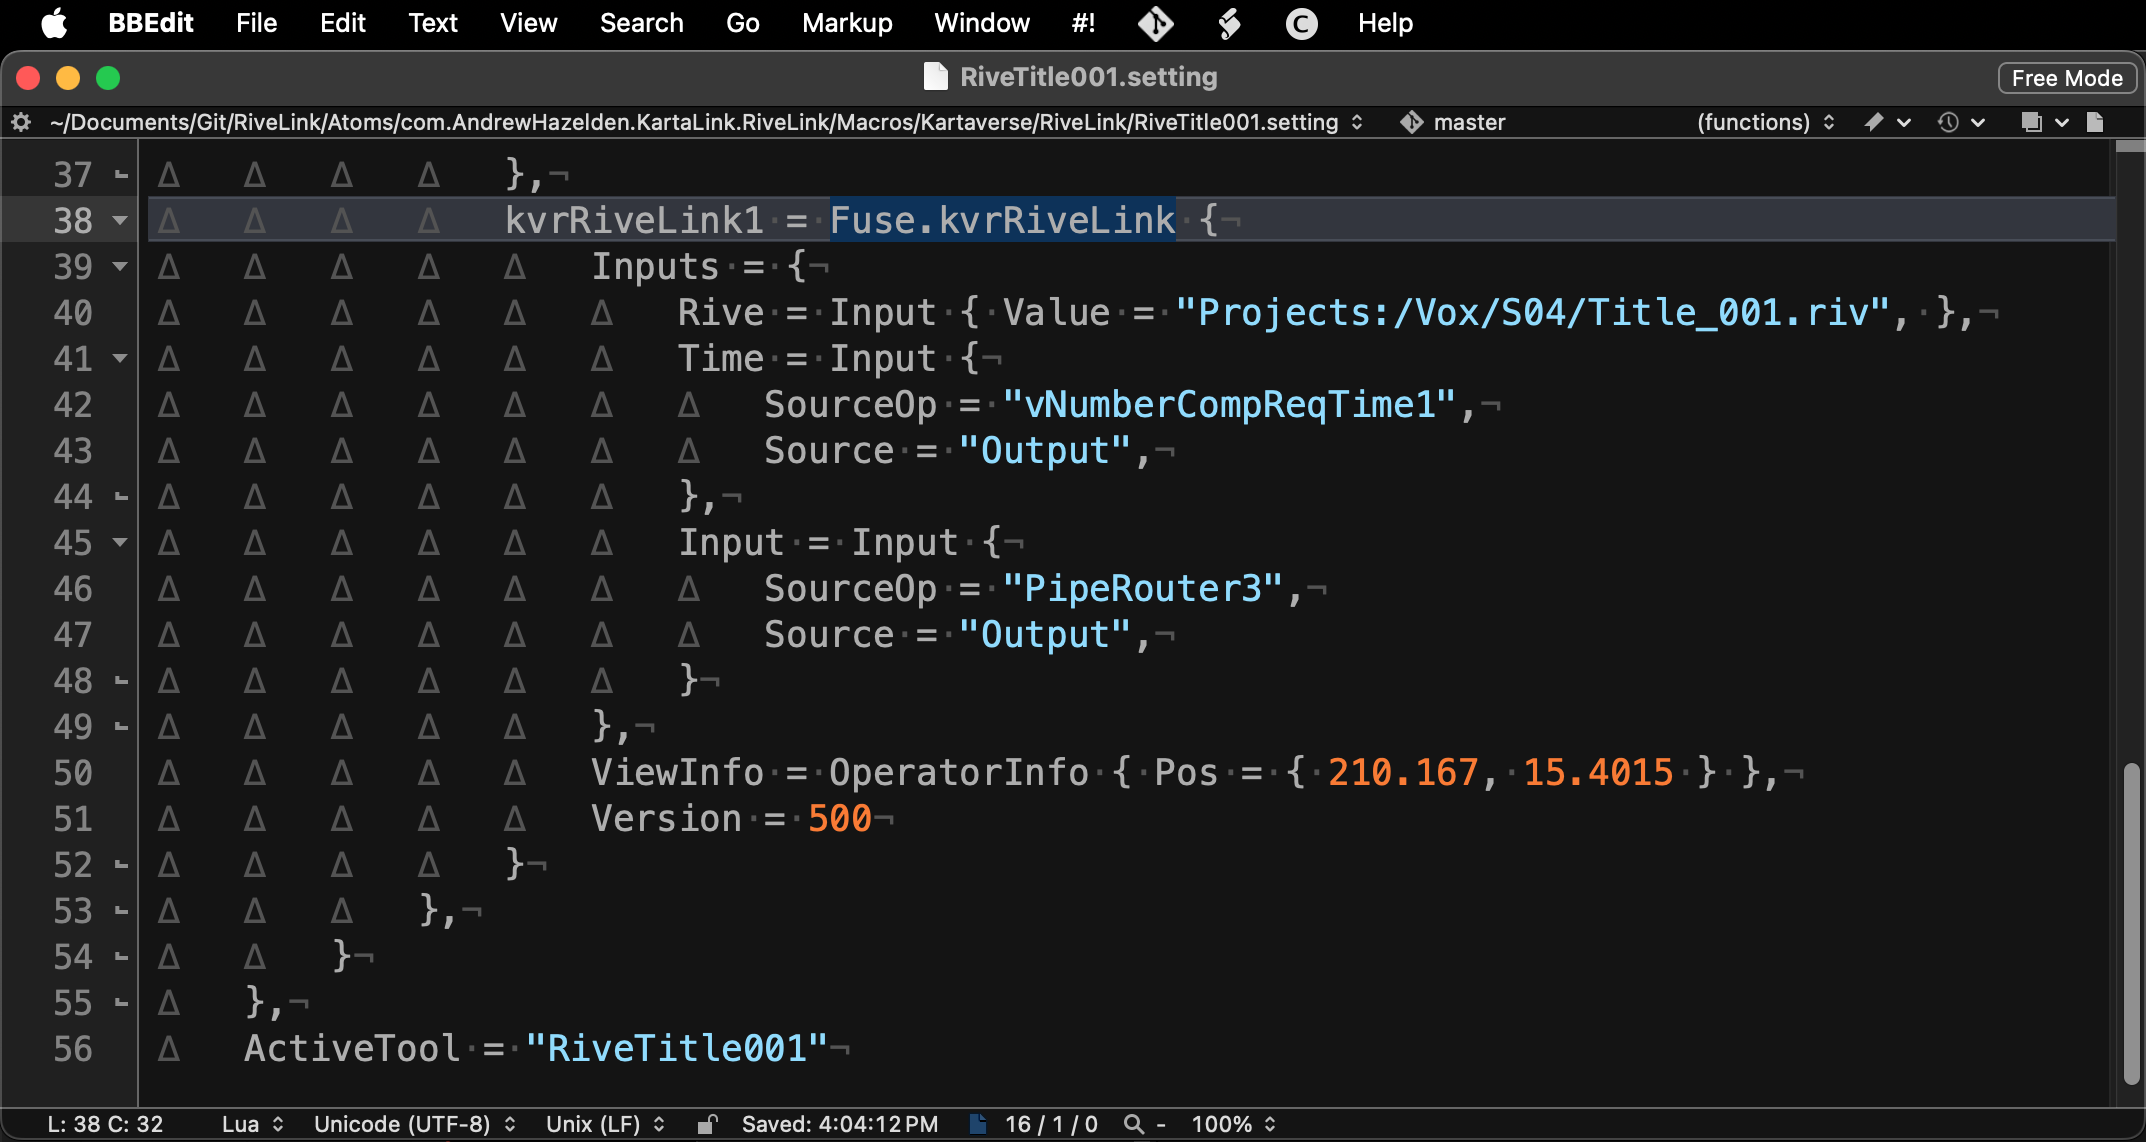 BBEdit File Edit Text View Search Go Markup Window #! C Help
RiveTitle001.setting Free Mode
~/Documents/Git/RiveLink/Atoms/com.AndrewHazelden.KartaLink.RiveLink/Macros/Kartaverse/RiveLink/RiveTitle001.setting master (functions)
37 },
38 kvrRiveLink1 = Fuse.kvrRiveLink {
39 Inputs = {
40 Rive = Input { Value = "Projects:/Vox/S04/Title_001.riv", },
41 Time = Input {
42 SourceOp = "vNumberCompReqTime1",
43 Source = "Output",
44 },
45 Input = Input {
46 SourceOp = "PipeRouter3",
47 Source = "Output",
48 }
49 },
50 ViewInfo = OperatorInfo { Pos = { 210.167, 15.4015 } },
51 Version = 500
52 }
53 },
54 }
55 },
56 ActiveTool = "RiveTitle001"
L: 38 C: 32 Lua Unicode (UTF-8) Unix (LF) Saved: 4:04:12 PM 16 / 1 / 0 - 100%